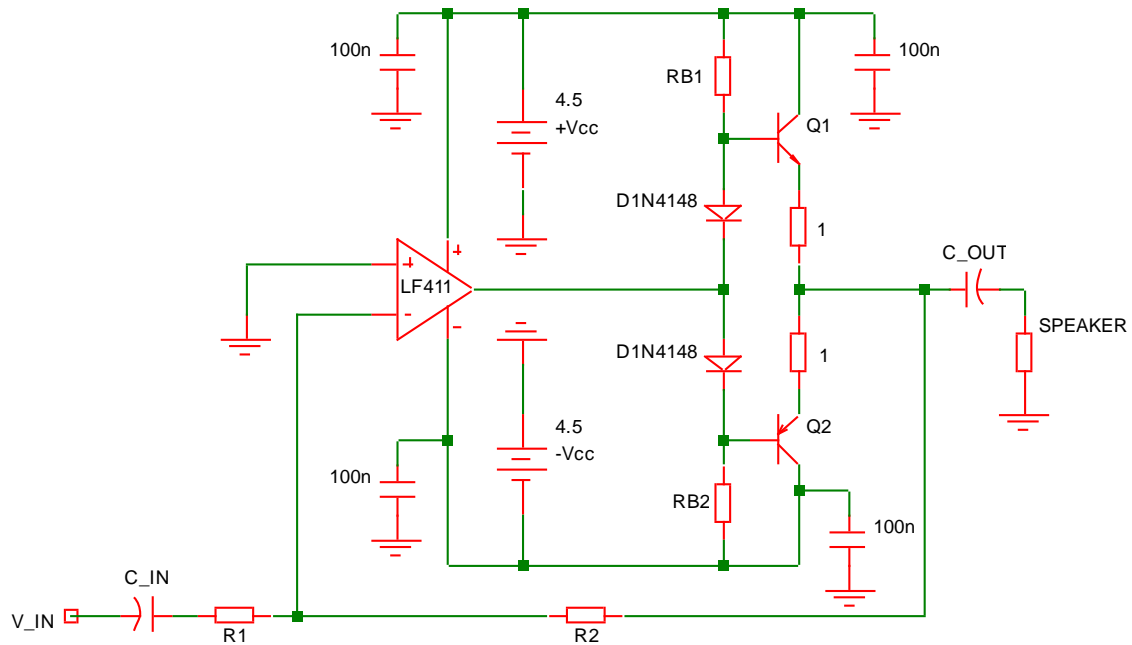 100n
100n
RB1
4.5
+Vcc
Q1
D1N4148
1
+
+
LF411
-
-
C_OUT
SPEAKER
D1N4148
1
4.5
-Vcc
Q2
100n
RB2
100n
C_IN
V_IN
R1
R2